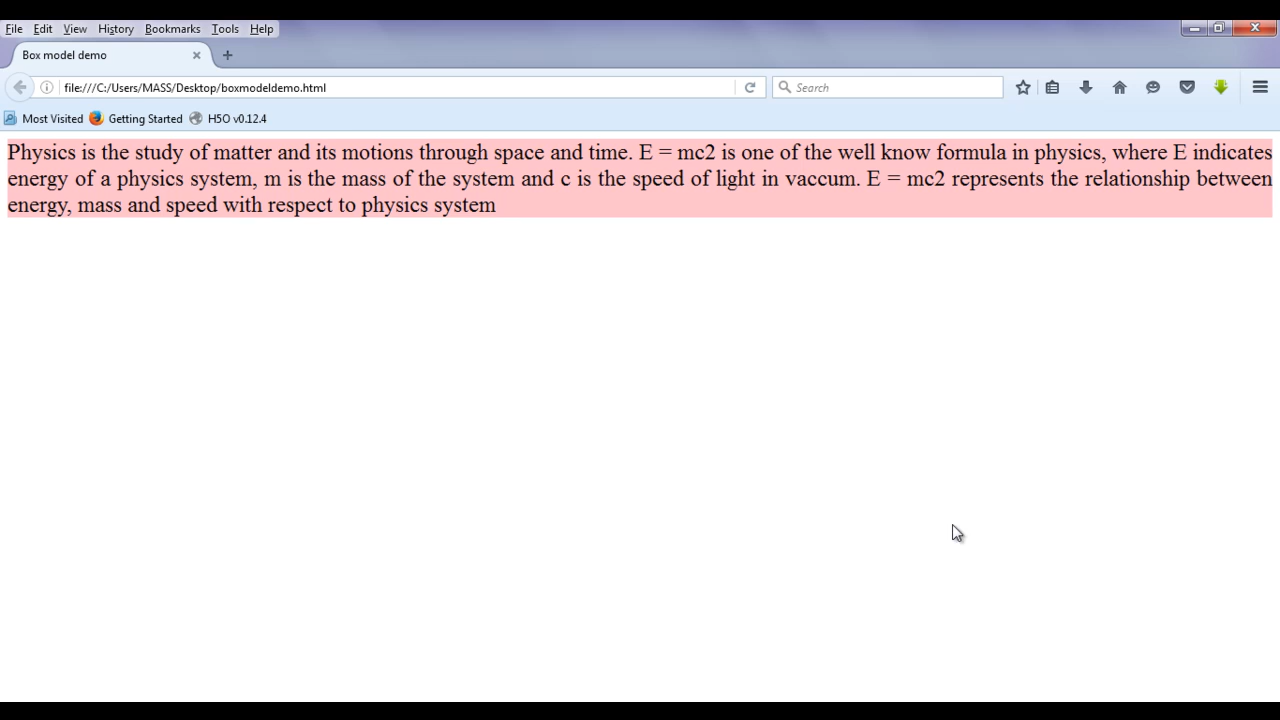 File Edit View History Bookmarks Tools Help
Box model demo
file:///C:/Users/MASS/Desktop/boxmodeldemo.html Search
Most Visited Getting Started H5O v0.12.4
Physics is the study of matter and its motions through space and time. E = mc2 is one of the well know formula in physics, where E indicates
energy of a physics system, m is the mass of the system and c is the speed of light in vaccum. E = mc2 represents the relationship between
energy, mass and speed with respect to physics system